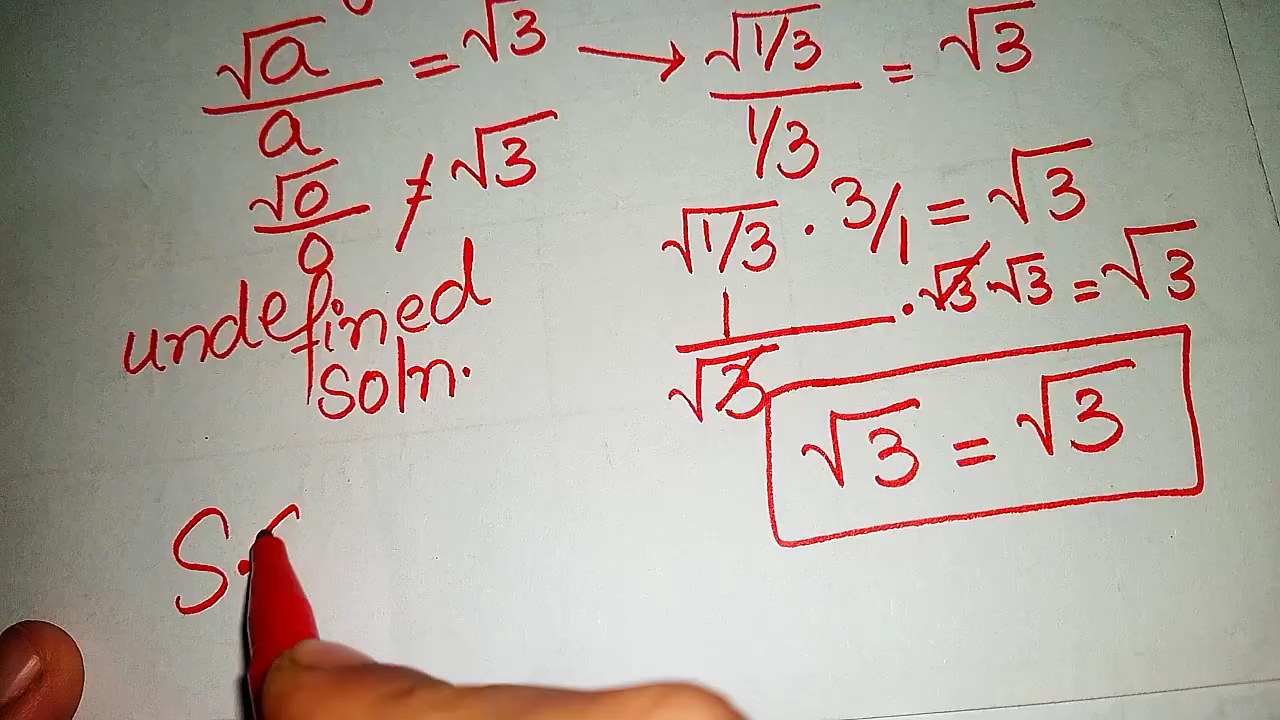 √a/a = √3 → √(1/3)/(1/3) = √3
√0/0 ≠ √3
undefined
soln.
√(1/3) · 3/1 = √3
1/√3 · √3 · √3 = √3
√3 = √3
S.